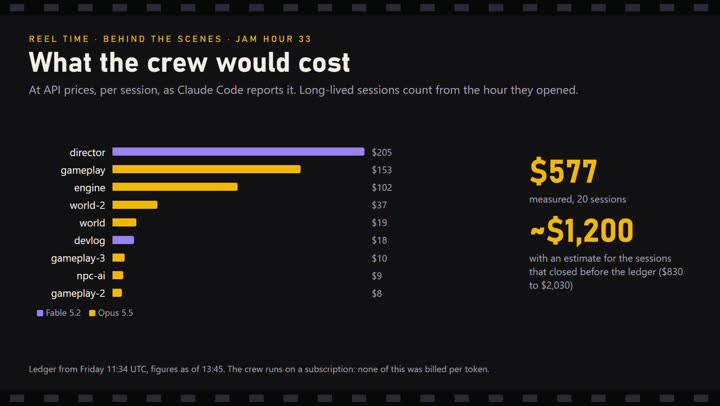 REEL TIME · BEHIND THE SCENES · JAM HOUR 33
What the crew would cost
At API prices, per session, as Claude Code reports it. Long-lived sessions count from the hour they opened.
director $205
gameplay $153
engine $102
world-2 $37
world $19
devlog $18
gameplay-3 $10
npc-ai $9
gameplay-2 $8
Fable 5.2 Opus 5.5
$577
measured, 20 sessions
~$1,200
with an estimate for the sessions
that closed before the ledger ($830
to $2,030)
Ledger from Friday 11:34 UTC, figures as of 13:45. The crew runs on a subscription: none of this was billed per token.